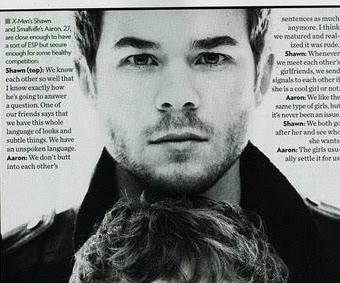 X-Men's Shawn
and Smallville's Aaron, 27,
are close enough to have
a sort of ESP but secure
enough for some healthy
competition.
Shawn (top): We know
each other so well that
I know exactly how
he's going to answer
a question. One of
our friends says that
we have this whole
language of looks and
subtle things. We have
an unspoken language.
Aaron: We don't butt
into each other's
sentences as much
anymore. I think
we matured and real-
ized it was rude.
Shawn: Whenever
we meet each other's
girlfriends, we send
signals to each other if
she is a cool girl or not.
Aaron: We like the
same type of girls, but
it's never been an issue.
Shawn: We both go
after her and see who
she wants.
Aaron: The girls usu-
ally settle it for us